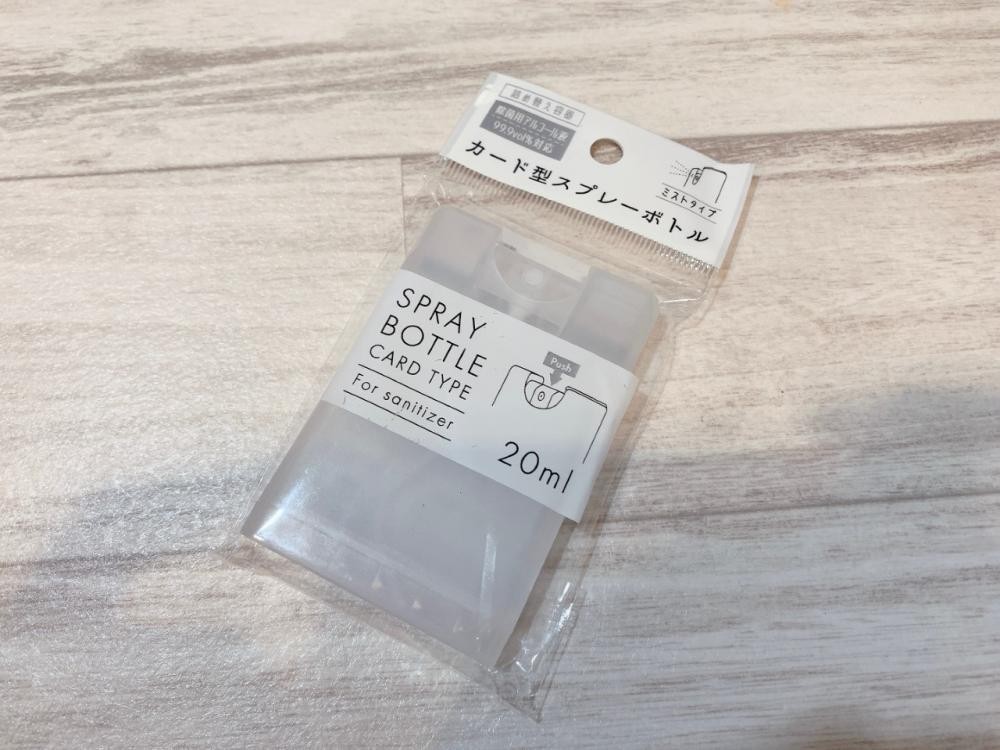 詰め替え容器
除菌用アルコール液
99.9vol%対応
カード型スプレーボトル
ミストタイプ
SPRAY
BOTTLE
CARD TYPE
For sanitizer
Push
20ml